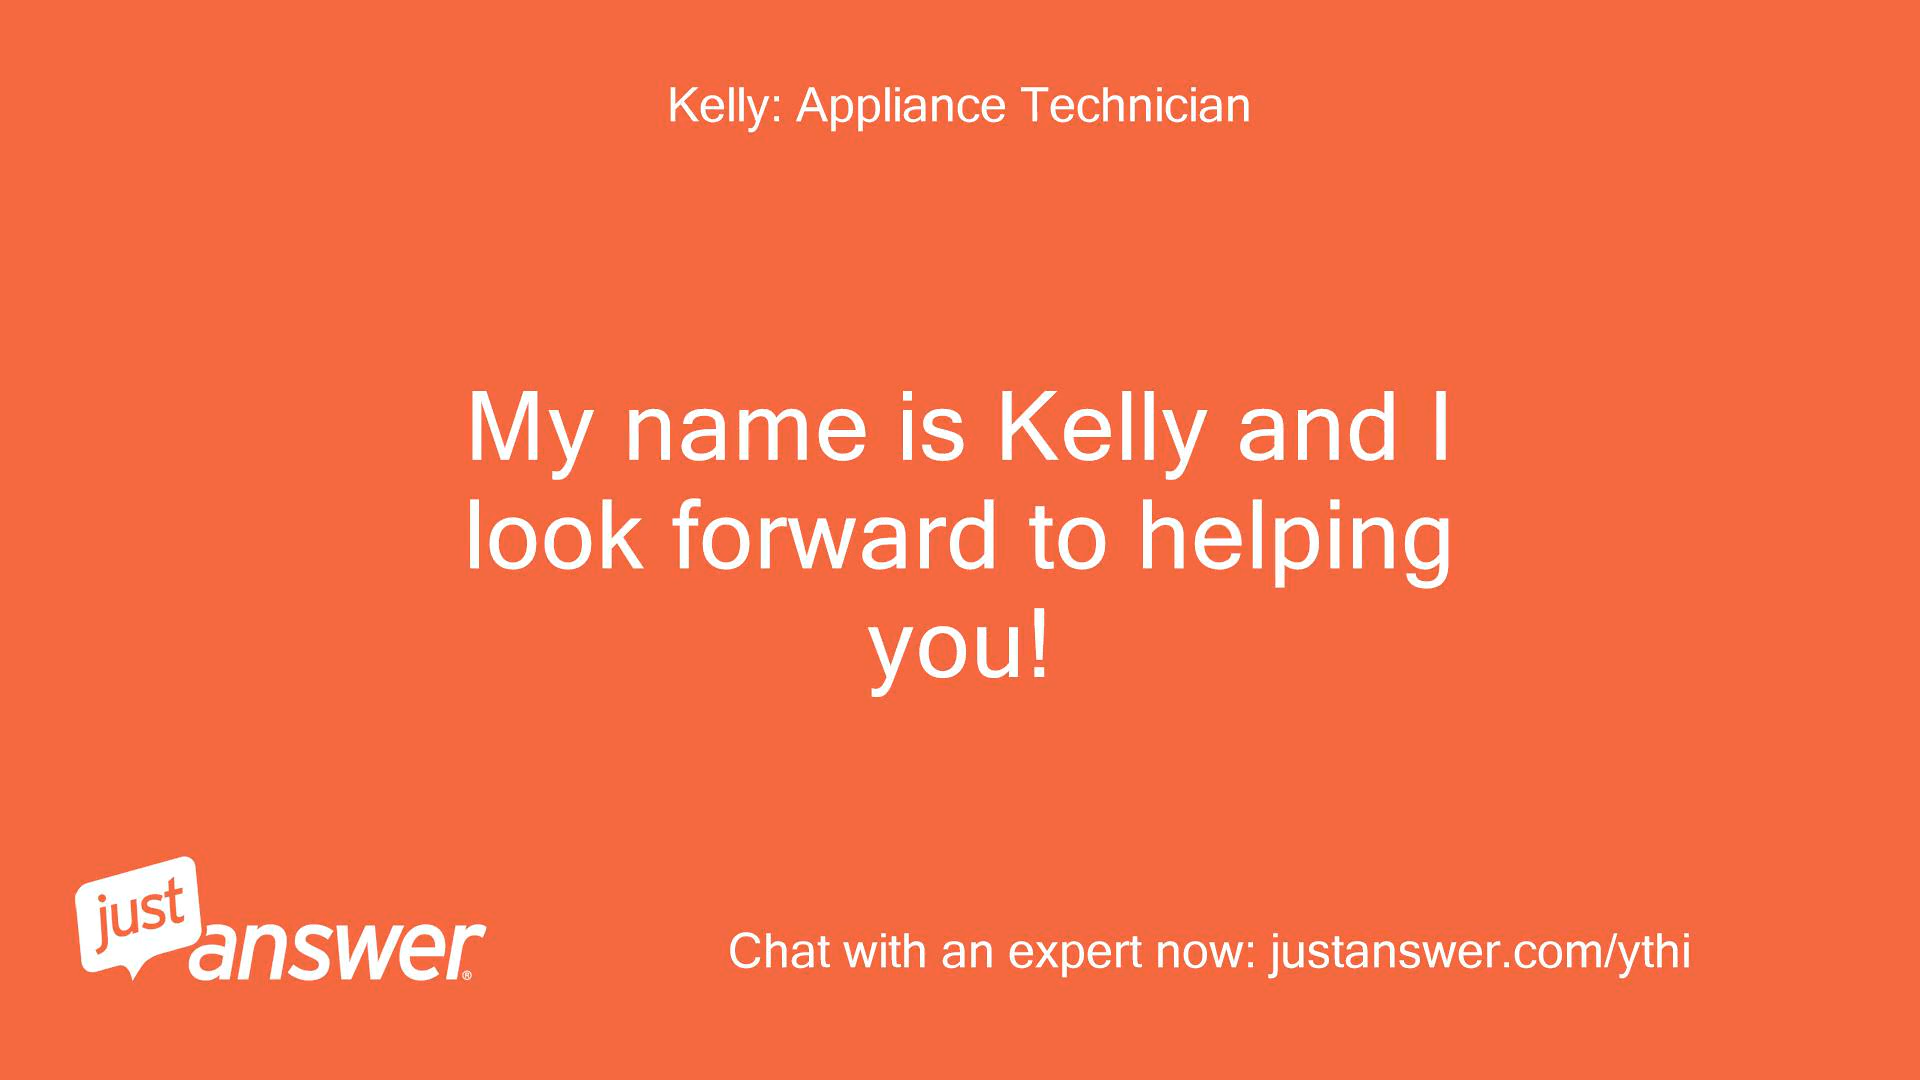 Kelly: Appliance Technician
My name is Kelly and I
look forward to helping
you!
just
answer®
Chat with an expert now: justanswer.com/ythi